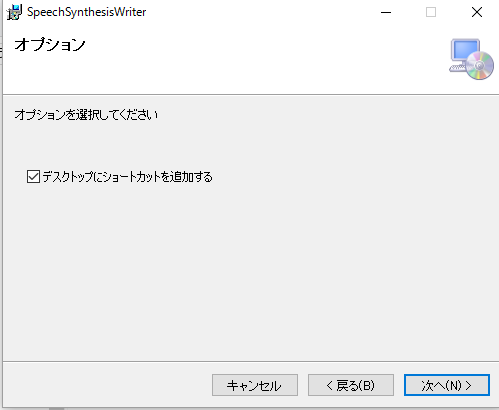 SpeechSynthesisWriter
オプション
オプションを選択してください
デスクトップにショートカットを追加する
キャンセル
< 戻る(B)
次へ(N) >